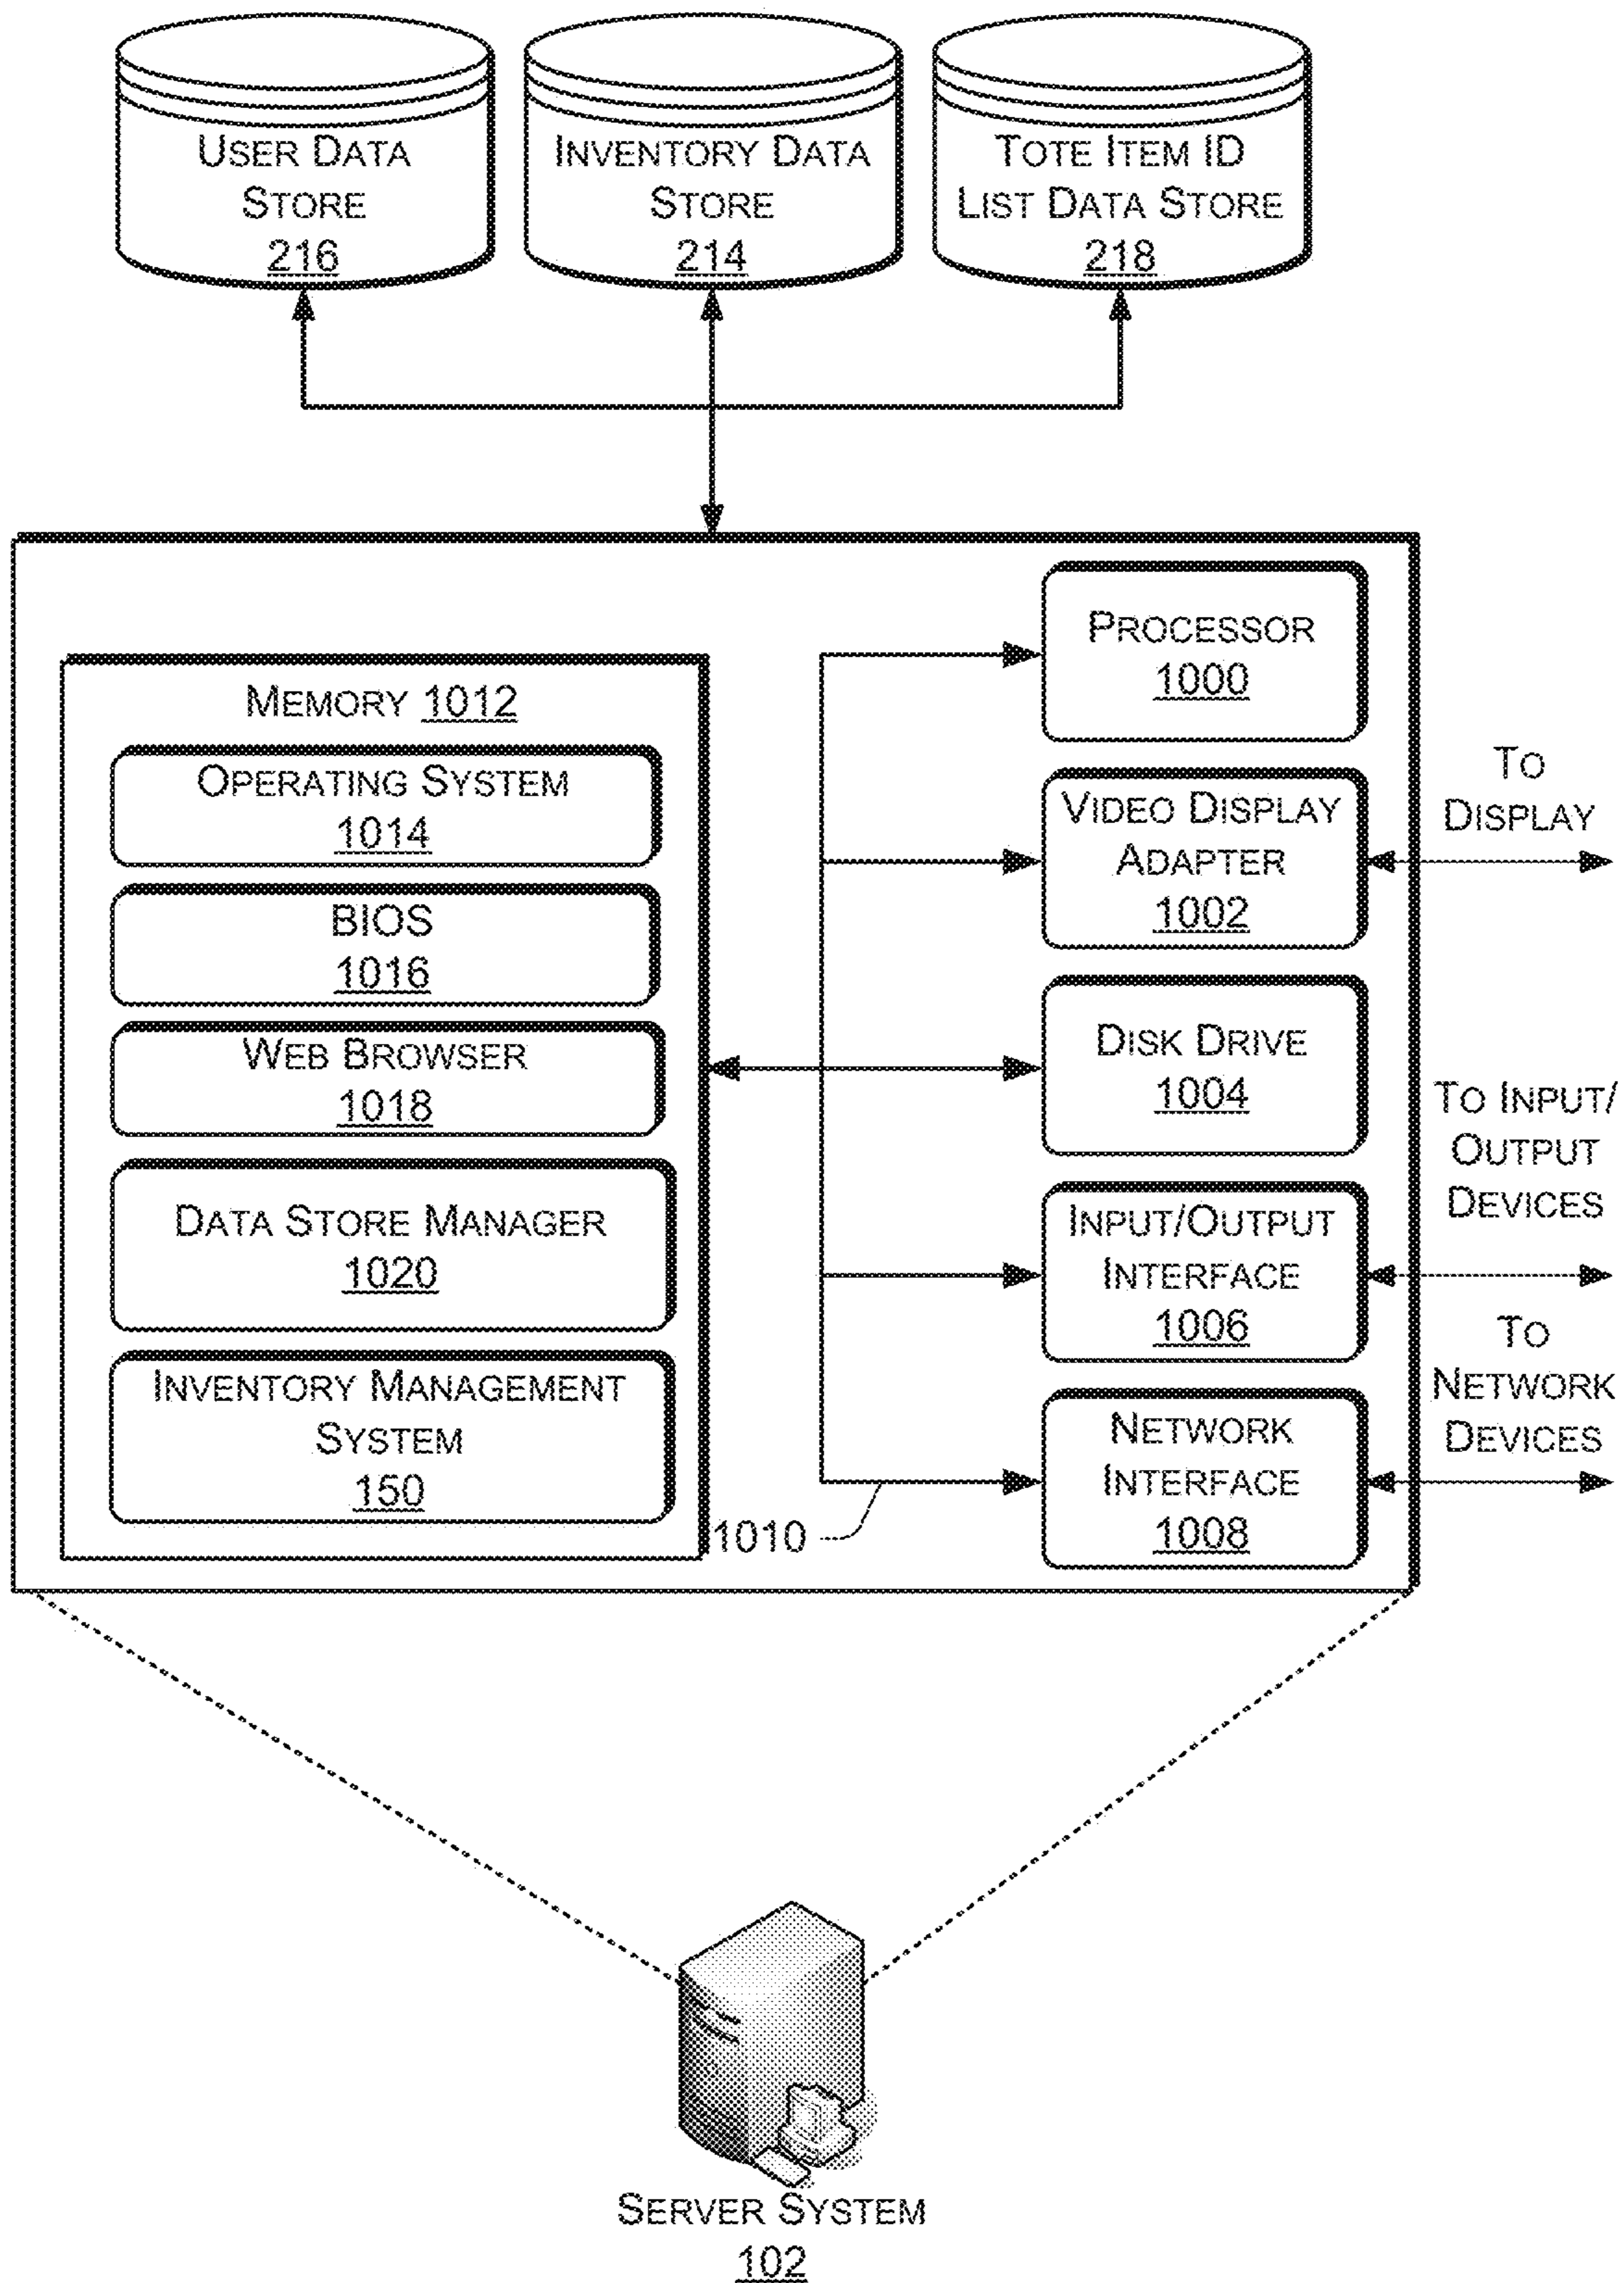 USER DATA
STORE
216
INVENTORY DATA
STORE
214
TOTE ITEM ID
LIST DATA STORE
218
MEMORY 1012
OPERATING SYSTEM
1014
BIOS
1016
WEB BROWSER
1018
DATA STORE MANAGER
1020
INVENTORY MANAGEMENT
SYSTEM
150
1010
PROCESSOR
1000
VIDEO DISPLAY
ADAPTER
1002
DISK DRIVE
1004
INPUT/OUTPUT
INTERFACE
1006
NETWORK
INTERFACE
1008
TO
DISPLAY
TO INPUT/
OUTPUT
DEVICES
TO
NETWORK
DEVICES
SERVER SYSTEM
102